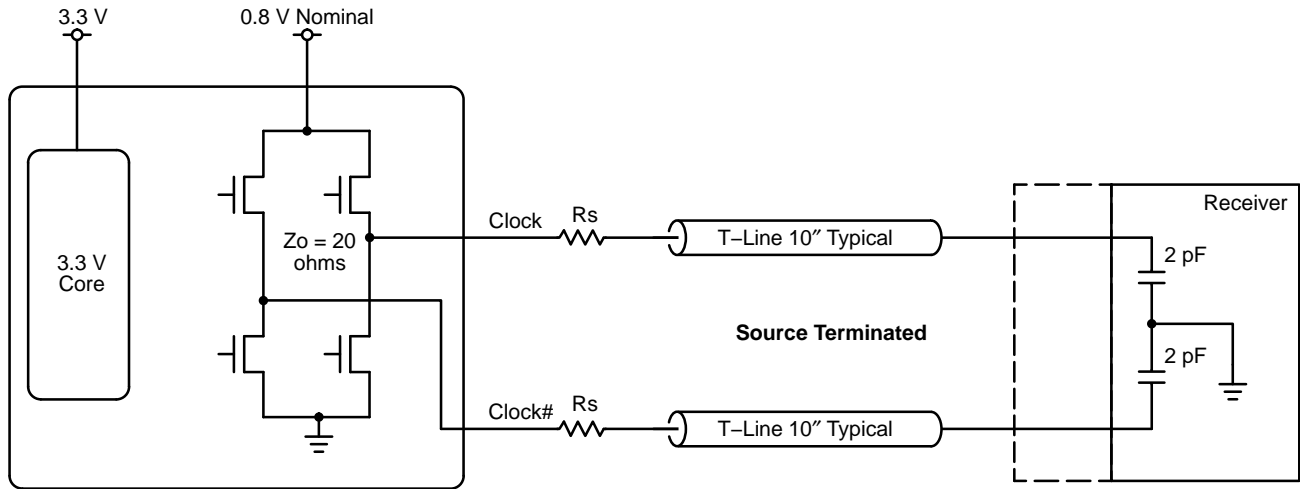 3.3 V
0.8 V Nominal
3.3 V
Core
Zo = 20
ohms
Clock
Rs
T−Line 10″ Typical
Receiver
2 pF
Source Terminated
2 pF
Clock#
Rs
T−Line 10″ Typical